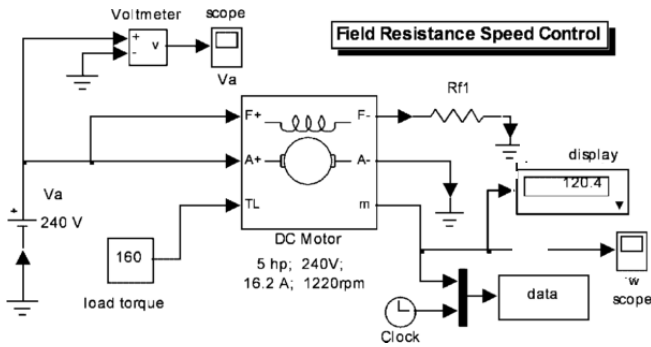 Voltmeter
scope
Field Resistance Speed Control
+
-
v
Va
F+
F-
Rf1
A+
A-
display
120.4
Va
+
240 V
TL
m
DC Motor
160
5 hp; 240V;
16.2 A; 1220rpm
load torque
data
'w
scope
Clock